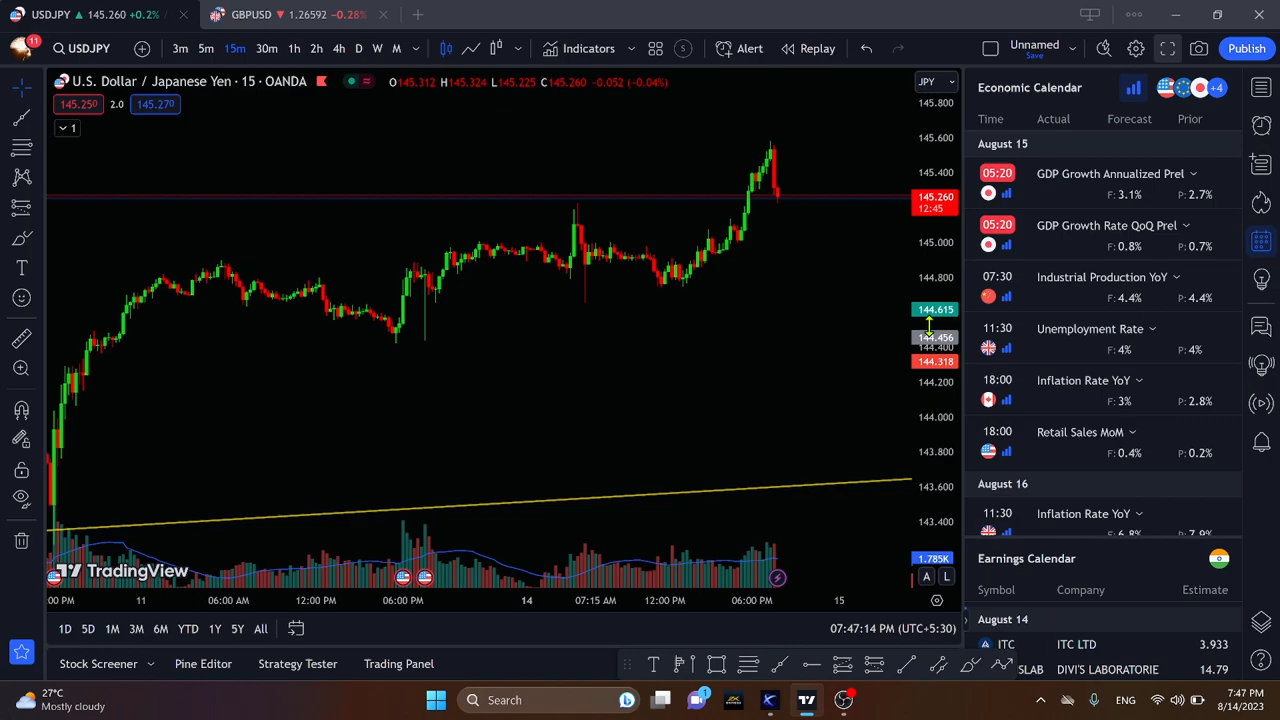 USDJPY ▲ 145.260 +0.2% /
GBPUSD ▼ 1.26592 −0.28%
11
USDJPY
3m 5m 15m 30m 1h 2h 4h D W M
Indicators
S
Alert
Replay
Unnamed
Save
Publish
U.S. Dollar / Japanese Yen · 15 · OANDA
O145.312 H145.324 L145.225 C145.260 −0.052 (−0.04%)
145.250 2.0 145.270
1
JPY
145.800
145.600
145.400
145.260
12:45
145.000
144.800
144.615
144.456
144.400
144.318
144.200
144.000
143.800
143.600
143.400
1.785K
A L
TradingView
:00 PM 11 06:00 AM 12:00 PM 06:00 PM 14 07:15 AM 12:00 PM 06:00 PM 15
1D 5D 1M 3M 6M YTD 1Y 5Y All
07:47:14 PM (UTC+5:30)
Stock Screener
Pine Editor
Strategy Tester
Trading Panel
Economic Calendar
+4
Time Actual Forecast Prior
August 15
05:20 GDP Growth Annualized Prel
F: 3.1% P: 2.7%
05:20 GDP Growth Rate QoQ Prel
F: 0.8% P: 0.7%
07:30 Industrial Production YoY
F: 4.4% P: 4.4%
11:30 Unemployment Rate
F: 4% P: 4%
18:00 Inflation Rate YoY
F: 3% P: 2.8%
18:00 Retail Sales MoM
F: 0.4% P: 0.2%
August 16
11:30 Inflation Rate YoY
F: 6.8% P: 7.9%
Earnings Calendar
Symbol Company Estimate
August 14
ITC ITC LTD 3.933
SLAB DIVI'S LABORATORIE 14.79
27°C
Mostly cloudy
Search
1
ENG
7:47 PM
8/14/2023